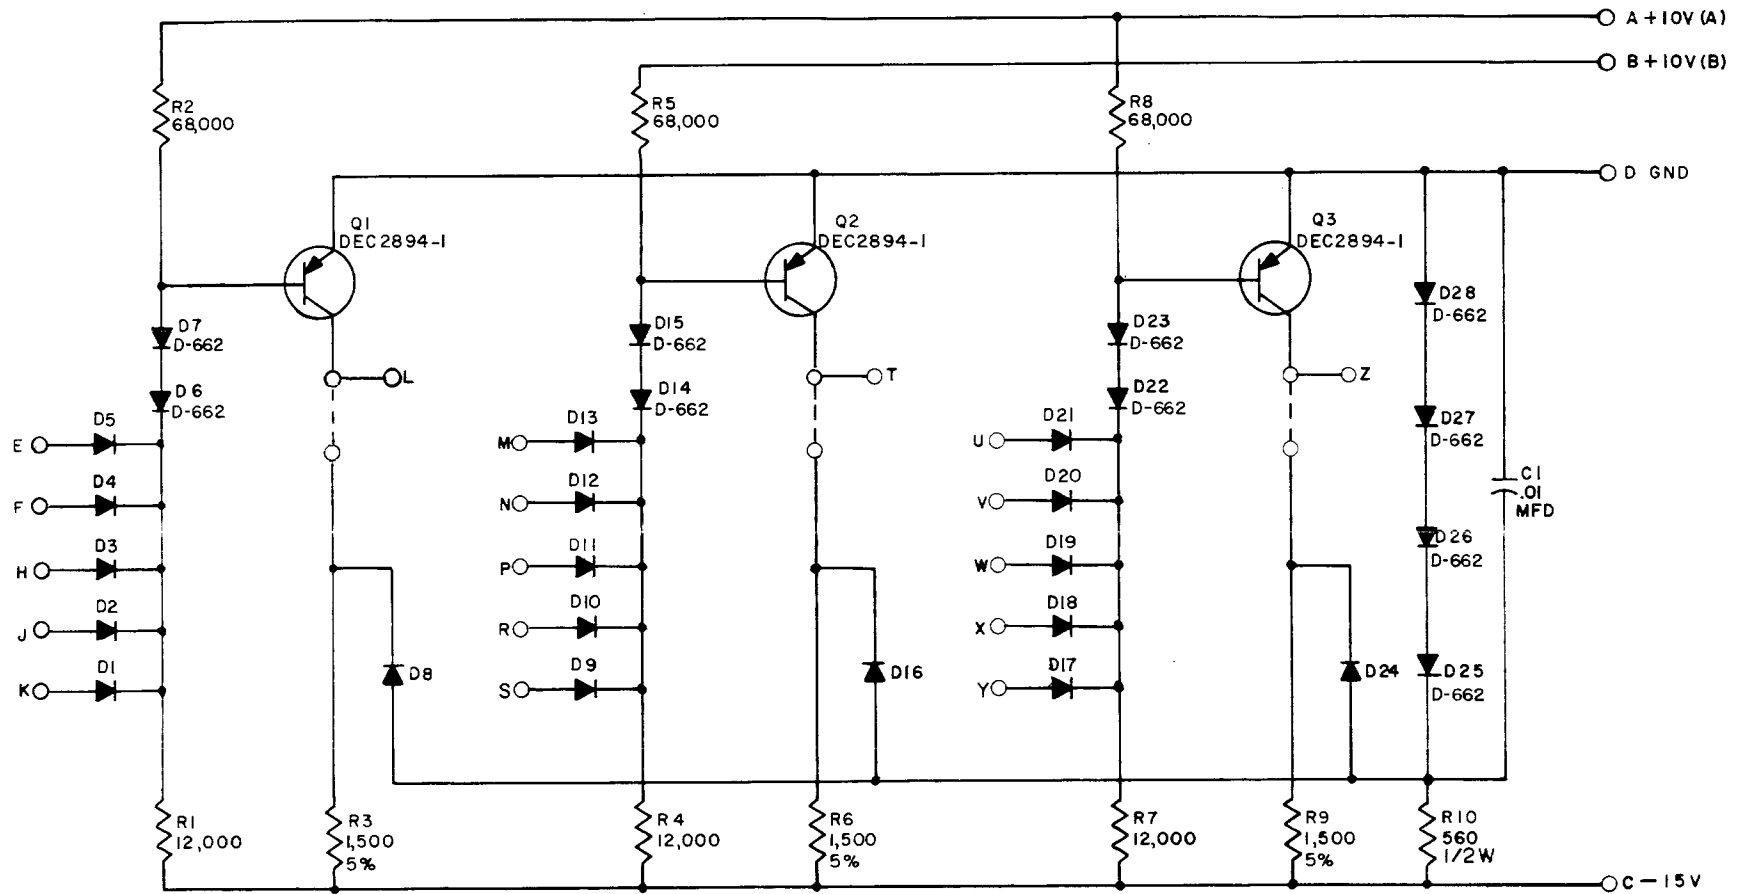 A +10V (A)
B +10V (B)
R2
68,000
R5
68,000
R8
68,000
D GND
Q1
DEC2894-1
Q2
DEC2894-1
Q3
DEC2894-1
D7
D-662
D15
D-662
D23
D-662
D28
D-662
L
T
Z
D6
D-662
D14
D-662
D22
D-662
D27
D-662
E
D5
M
D13
U
D21
F
D4
N
D12
V
D20
C1
.01
MFD
H
D3
P
D11
W
D19
D26
D-662
J
D2
R
D10
X
D18
K
D1
S
D9
Y
D17
D8
D16
D24
D25
D-662
R1
12,000
R3
1,500
5%
R4
12,000
R6
1,500
5%
R7
12,000
R9
1,500
5%
R10
560
1/2W
C -15V